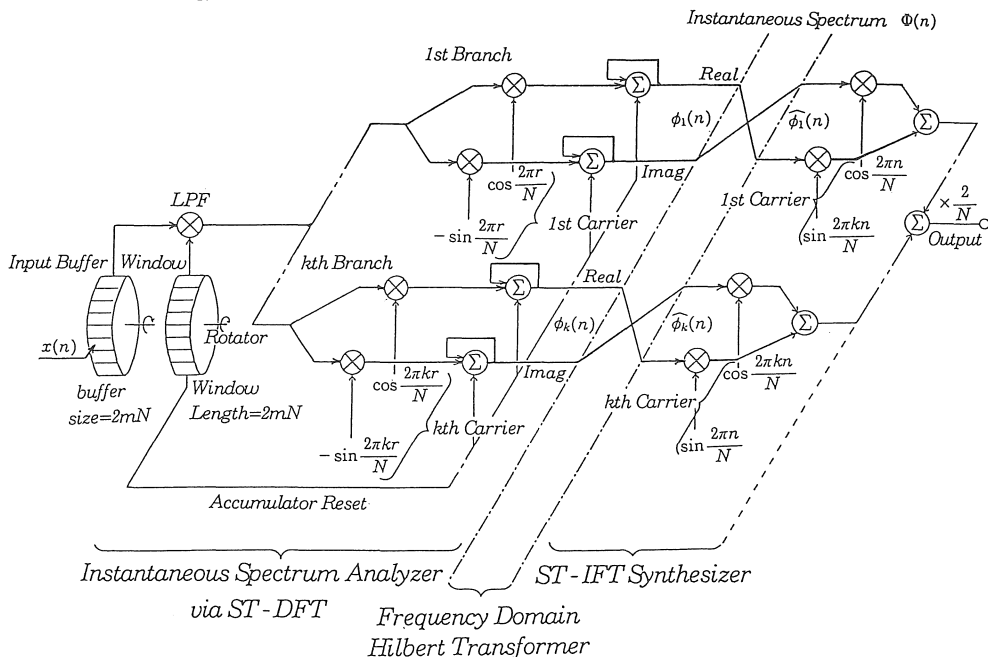 Instantaneous Spectrum Φ(n)
1st Branch
Real
Σ
ϕ₁(n)
ϕ̂₁(n)
Σ
Σ
Imag
cos 2πr/N
cos 2πn/N
1st Carrier
1st Carrier
× 2/N
LPF
−sin 2πr/N
sin 2πkn/N
Σ
Output
Input Buffer
Window
kth Branch
Real
Σ
x(n)
Rotator
ϕₖ(n)
ϕ̂ₖ(n)
Σ
Σ
Imag
buffer
size=2mN
Window
Length=2mN
cos 2πkr/N
cos 2πkn/N
kth Carrier
kth Carrier
−sin 2πkr/N
sin 2πn/N
Accumulator Reset
Instantaneous Spectrum Analyzer
via ST-DFT
ST-IFT Synthesizer
Frequency Domain
Hilbert Transformer